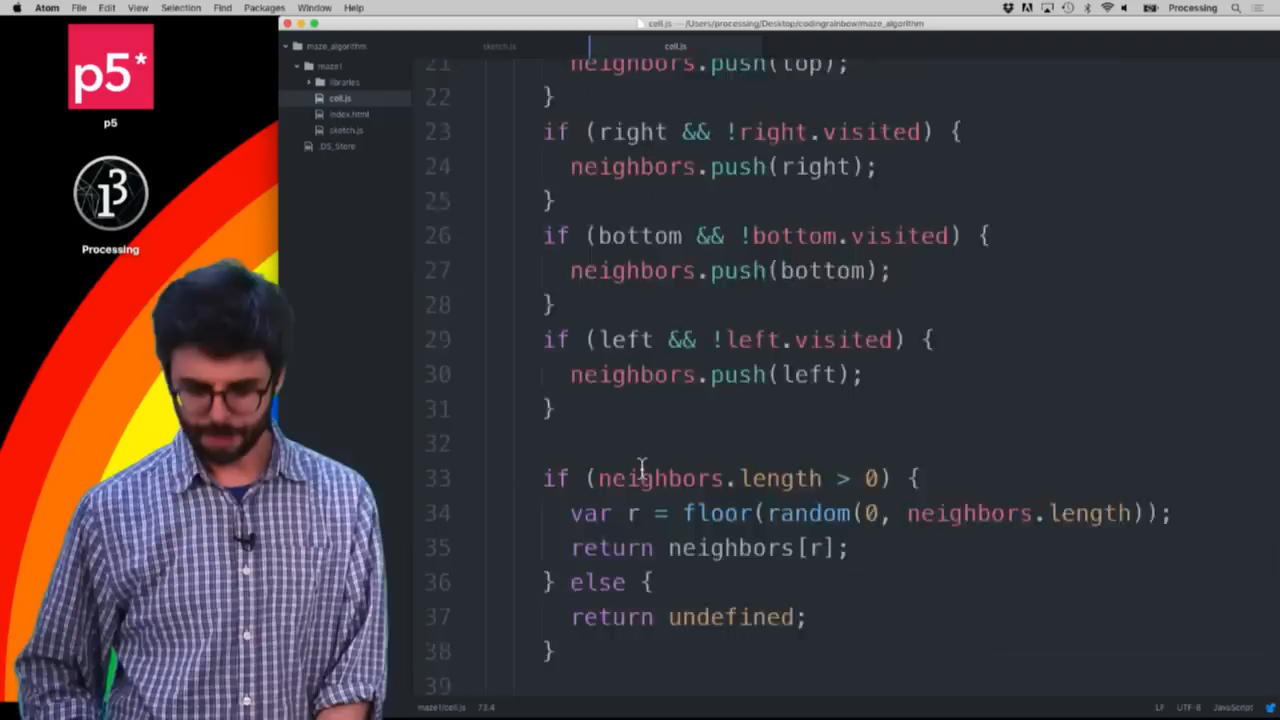 Atom File Edit View Selection Find Packages Window Help Processing
cell.js — /Users/processing/Desktop/codingrainbow/maze_algorithm
maze_algorithm
sketch.js
cell.js
maze1
libraries
cell.js
index.html
sketch.js
.DS_Store
p5*
p5
Processing
21 neighbors.push(top);
22 }
23 if (right && !right.visited) {
24 neighbors.push(right);
25 }
26 if (bottom && !bottom.visited) {
27 neighbors.push(bottom);
28 }
29 if (left && !left.visited) {
30 neighbors.push(left);
31 }
32
33 if (neighbors.length > 0) {
34 var r = floor(random(0, neighbors.length));
35 return neighbors[r];
36 } else {
37 return undefined;
38 }
39
maze1/cell.js 73,4 LF UTF-8 JavaScript